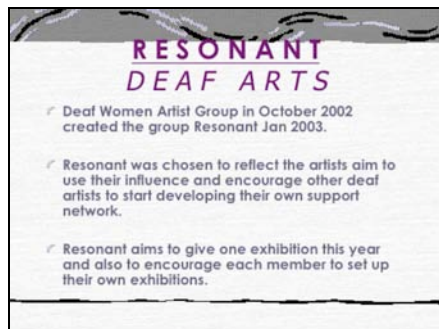 RESONANT
DEAF ARTS
Deaf Women Artist Group in October 2002
created the group Resonant Jan 2003.
Resonant was chosen to reflect the artists aim to
use their influence and encourage other deaf
artists to start developing their own support
network.
Resonant aims to give one exhibition this year
and also to encourage each member to set up
their own exhibitions.